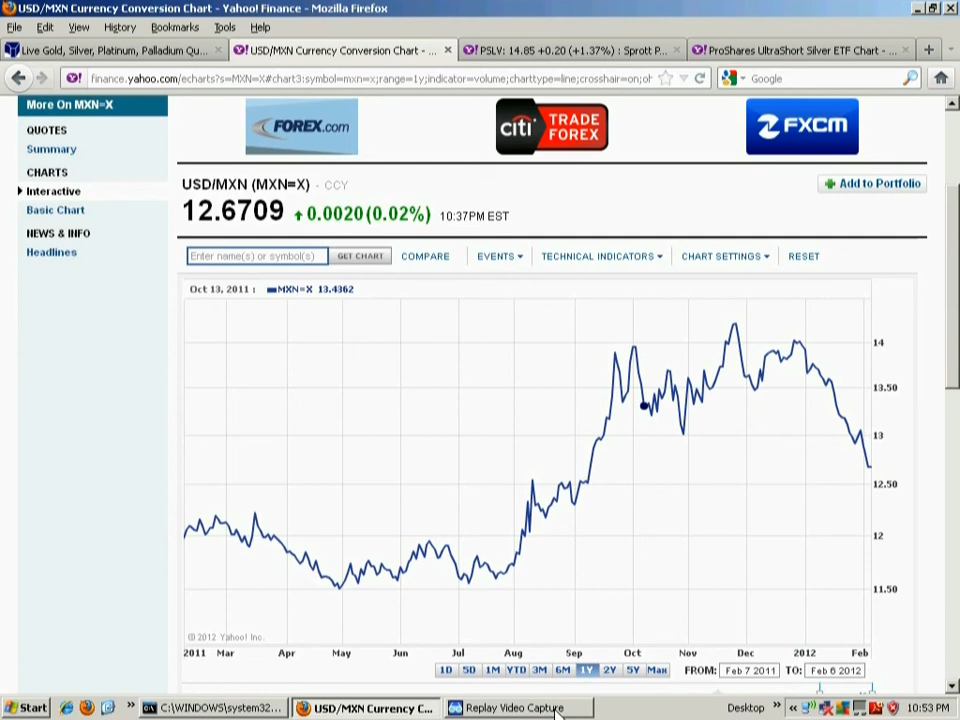 USD/MXN Currency Conversion Chart - Yahoo! Finance - Mozilla Firefox
File Edit View History Bookmarks Tools Help
Live Gold, Silver, Platinum, Palladium Qu... × USD/MXN Currency Conversion Chart - ... × PSLV: 14.85 +0.20 (+1.37%) : Sprott P... × ProShares UltraShort Silver ETF Chart - ... × +
finance.yahoo.com/echarts?s=MXN=X#chart3:symbol=mxn=x;range=1y;indicator=volume;charttype=line;crosshair=on;oh Google
More On MXN=X
QUOTES
Summary
CHARTS
Interactive
Basic Chart
NEWS & INFO
Headlines
FOREX.com
citi TRADE FOREX
FXCM
USD/MXN (MXN=X) - CCY
Add to Portfolio
12.6709 0.0020(0.02%) 10:37PM EST
Enter name(s) or symbol(s) GET CHART COMPARE EVENTS TECHNICAL INDICATORS CHART SETTINGS RESET
Oct 13, 2011 : MXN=X 13.4362
14
13.50
13
12.50
12
11.50
© 2012 Yahoo! Inc.
2011 Mar Apr May Jun Jul Aug Sep Oct Nov Dec 2012 Feb
1D 5D 1M YTD 3M 6M 1Y 2Y 5Y Max FROM: Feb 7 2011 TO: Feb 6 2012
Start C:\WINDOWS\system32... USD/MXN Currency C... Replay Video Capture Desktop 10:53 PM